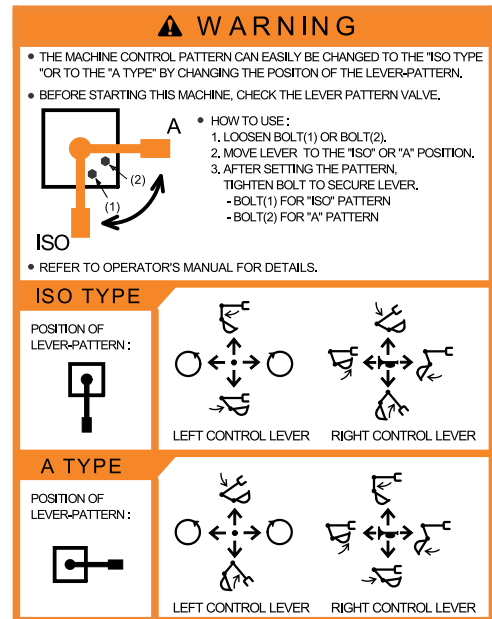 WARNING
• THE MACHINE CONTROL PATTERN CAN EASILY BE CHANGED TO THE "ISO TYPE
"OR TO THE "A TYPE" BY CHANGING THE POSITON OF THE LEVER-PATTERN.
• BEFORE STARTING THIS MACHINE, CHECK THE LEVER PATTERN VALVE.
A
(2)
(1)
ISO
• HOW TO USE :
1. LOOSEN BOLT(1) OR BOLT(2).
2. MOVE LEVER TO THE "ISO" OR "A" POSITION.
3. AFTER SETTING THE PATTERN,
TIGHTEN BOLT TO SECURE LEVER.
- BOLT(1) FOR "ISO" PATTERN
- BOLT(2) FOR "A" PATTERN
• REFER TO OPERATOR'S MANUAL FOR DETAILS.
ISO TYPE
POSITION OF
LEVER-PATTERN :
LEFT CONTROL LEVER
RIGHT CONTROL LEVER
A TYPE
POSITION OF
LEVER-PATTERN :
LEFT CONTROL LEVER
RIGHT CONTROL LEVER